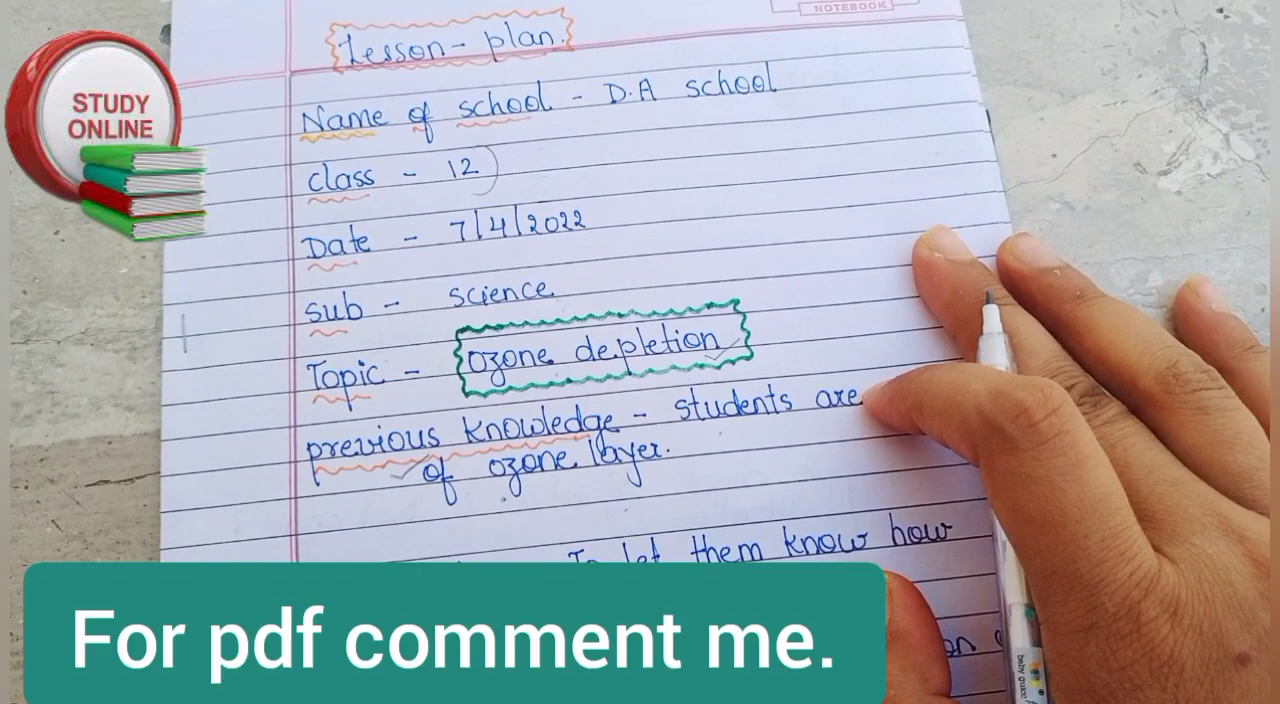 NOTEBOOK
Lesson - plan.
STUDY
ONLINE
Name of school - D.A school
class - 12
Date - 7/4/2022
sub - science
Topic - ozone depletion
previous knowledge - students are
of ozone layer.
To let them know how
on
For pdf comment me.